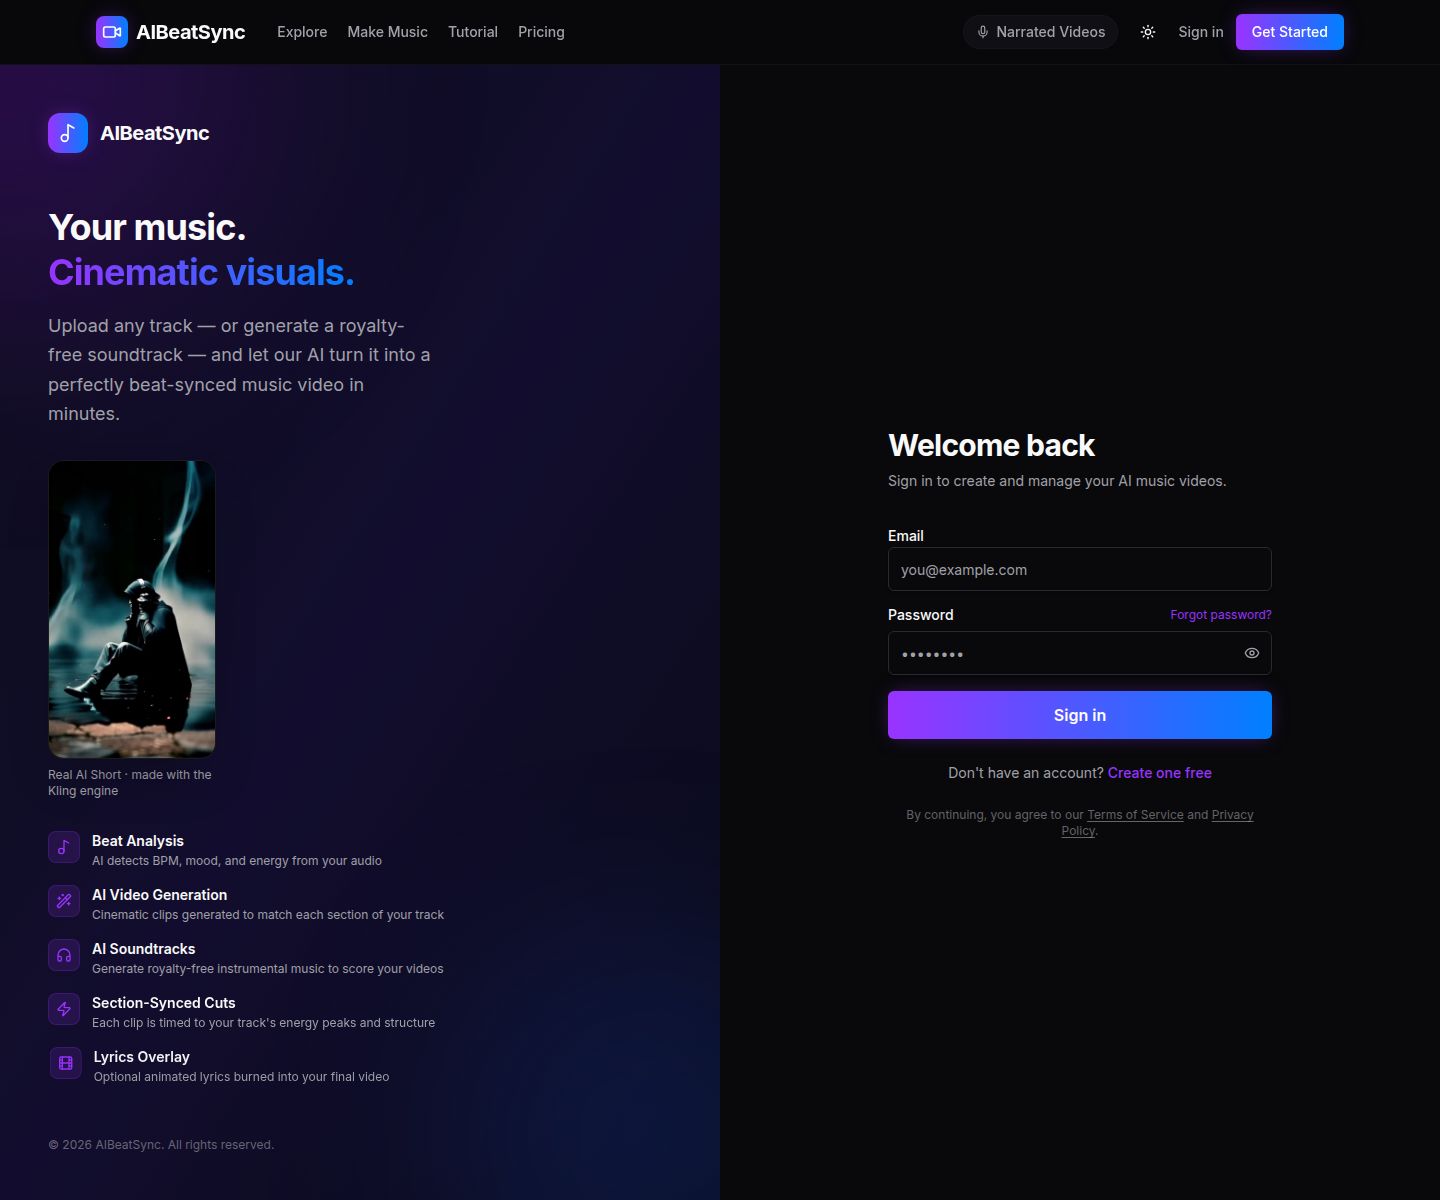 AIBeatSync
Explore
Make Music
Tutorial
Pricing
Narrated Videos
Sign in
Get Started
AIBeatSync
Your music.
Cinematic visuals.
Upload any track — or generate a royalty-
free soundtrack — and let our AI turn it into a
perfectly beat-synced music video in
minutes.
Real AI Short · made with the
Kling engine
Beat Analysis
AI detects BPM, mood, and energy from your audio
AI Video Generation
Cinematic clips generated to match each section of your track
AI Soundtracks
Generate royalty-free instrumental music to score your videos
Section-Synced Cuts
Each clip is timed to your track's energy peaks and structure
Lyrics Overlay
Optional animated lyrics burned into your final video
© 2026 AIBeatSync. All rights reserved.
Welcome back
Sign in to create and manage your AI music videos.
Email
you@example.com
Password
Forgot password?
••••••••
Sign in
Don't have an account? Create one free
By continuing, you agree to our Terms of Service and Privacy
Policy.